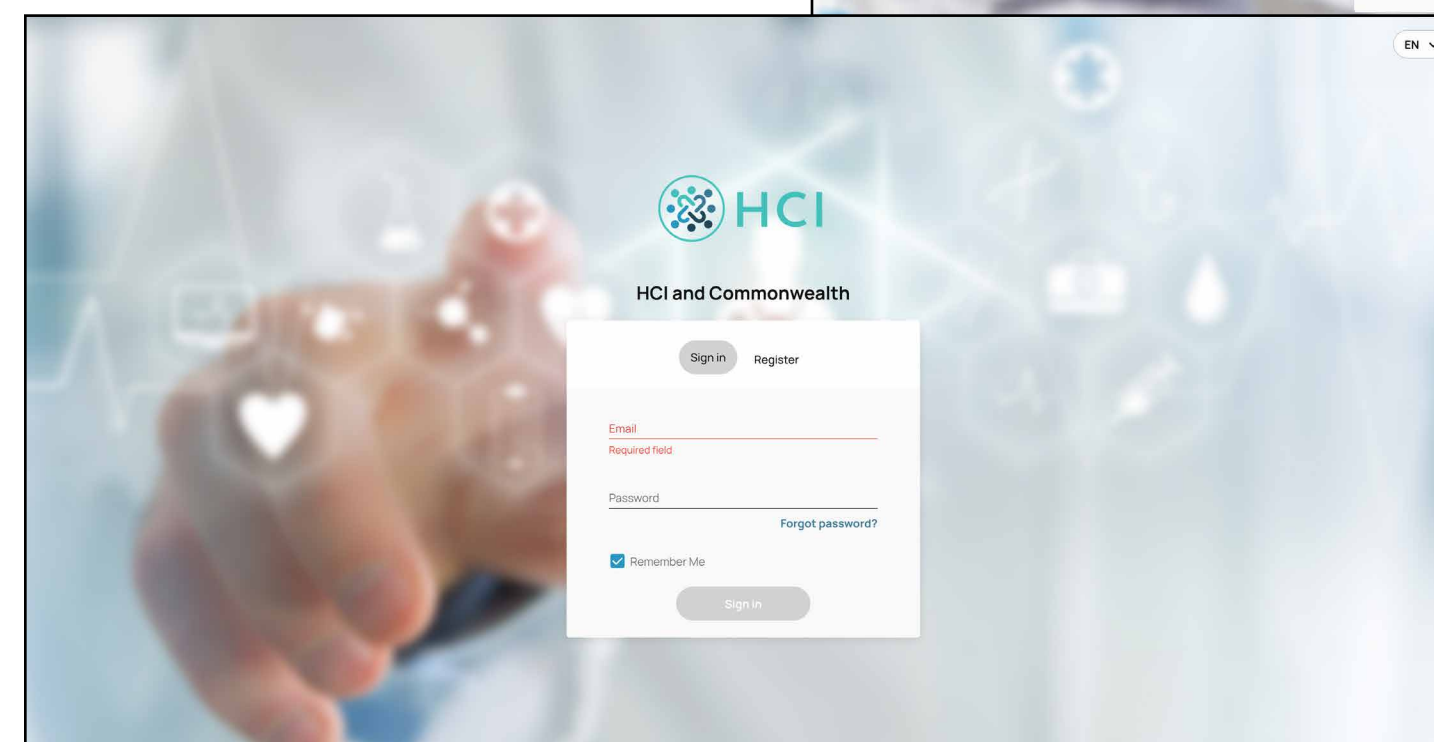 EN
HCI
HCI and Commonwealth
Sign in
Register
Email
Required field
Password
Forgot password?
Remember Me
Sign in